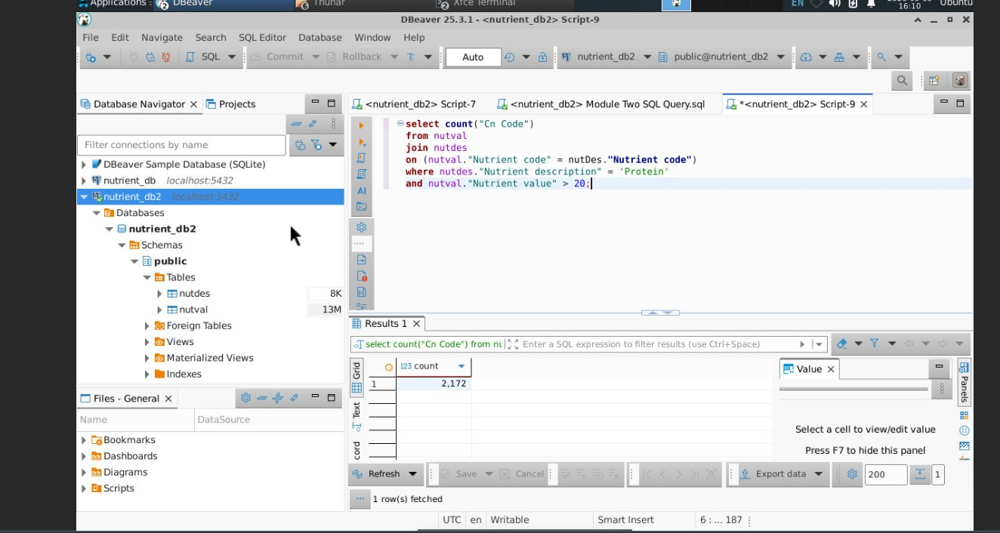 Applications
2
DBeaver
6
Thunar
2
Xfce Terminal
EN
16:10
Ubuntu
DBeaver 25.3.1 - <nutrient_db2> Script-9
File Edit Navigate Search SQL Editor Database Window Help
SQL Commit Rollback T Auto nutrient_db2 public@nutrient_db2
Database Navigator Projects
Filter connections by name
DBeaver Sample Database (SQLite)
nutrient_db localhost:5432
nutrient_db2 localhost:5432
Databases
nutrient_db2
Schemas
public
Tables
nutdes 8K
nutval 13M
Foreign Tables
Views
Materialized Views
Indexes
Files - General
Name DataSource
Bookmarks
Dashboards
Diagrams
Scripts
<nutrient_db2> Script-7 <nutrient_db2> Module Two SQL Query.sql *<nutrient_db2> Script-9
AI
select count("Cn Code")
from nutval
join nutdes
on (nutval."Nutrient code" = nutDes."Nutrient code")
where nutdes."Nutrient description" = 'Protein'
and nutval."Nutrient value" > 20;
Results 1
select count("Cn Code") from nu Enter a SQL expression to filter results (use Ctrl+Space)
Grid
Text
cord
123 count
1 2,172
Value
Select a cell to view/edit value
Press F7 to hide this panel
Panels
Refresh Save Cancel Export data 200 1
1 row(s) fetched
UTC en Writable Smart Insert 6 : ... 187